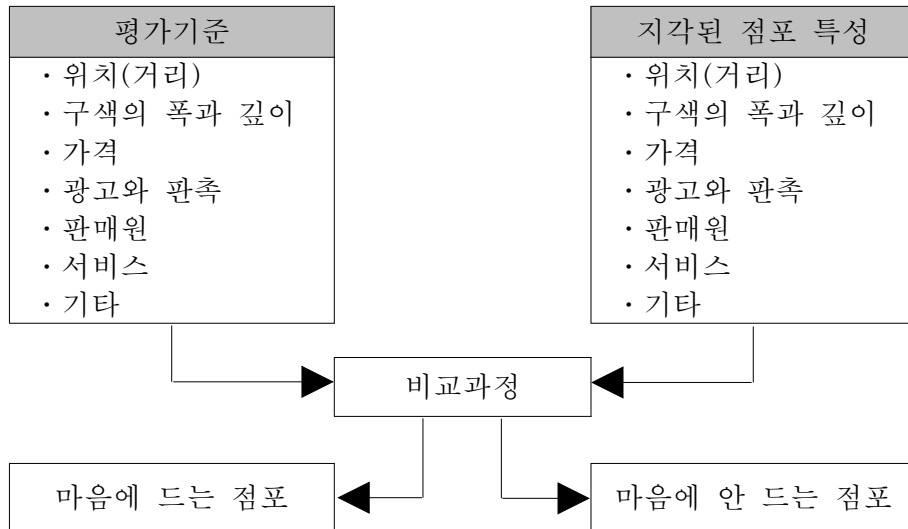 평가기준
· 위치(거리)
· 구색의 폭과 깊이
· 가격
· 광고와 판촉
· 판매원
· 서비스
· 기타
지각된 점포 특성
· 위치(거리)
· 구색의 폭과 깊이
· 가격
· 광고와 판촉
· 판매원
· 서비스
· 기타
비교과정
마음에 드는 점포
마음에 안 드는 점포